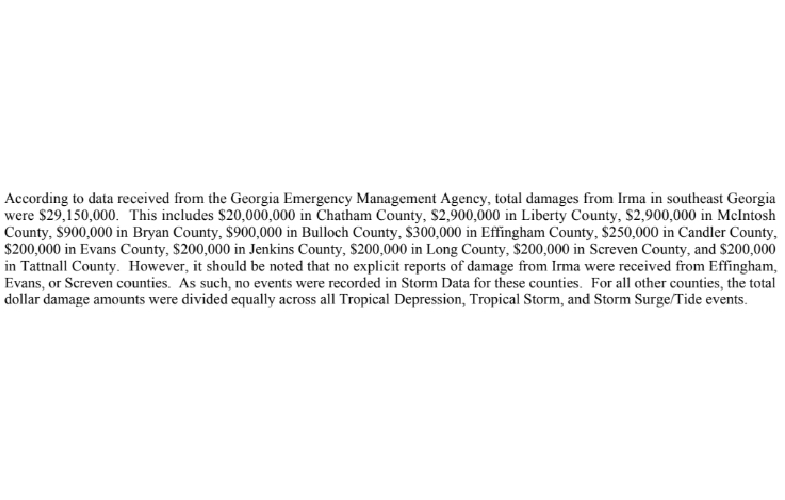 According to data received from the Georgia Emergency Management Agency, total damages from Irma in southeast Georgia
were $29,150,000. This includes $20,000,000 in Chatham County, $2,900,000 in Liberty County, $2,900,000 in McIntosh
County, $900,000 in Bryan County, $900,000 in Bulloch County, $300,000 in Effingham County, $250,000 in Candler County,
$200,000 in Evans County, $200,000 in Jenkins County, $200,000 in Long County, $200,000 in Screven County, and $200,000
in Tattnall County. However, it should be noted that no explicit reports of damage from Irma were received from Effingham,
Evans, or Screven counties. As such, no events were recorded in Storm Data for these counties. For all other counties, the total
dollar damage amounts were divided equally across all Tropical Depression, Tropical Storm, and Storm Surge/Tide events.